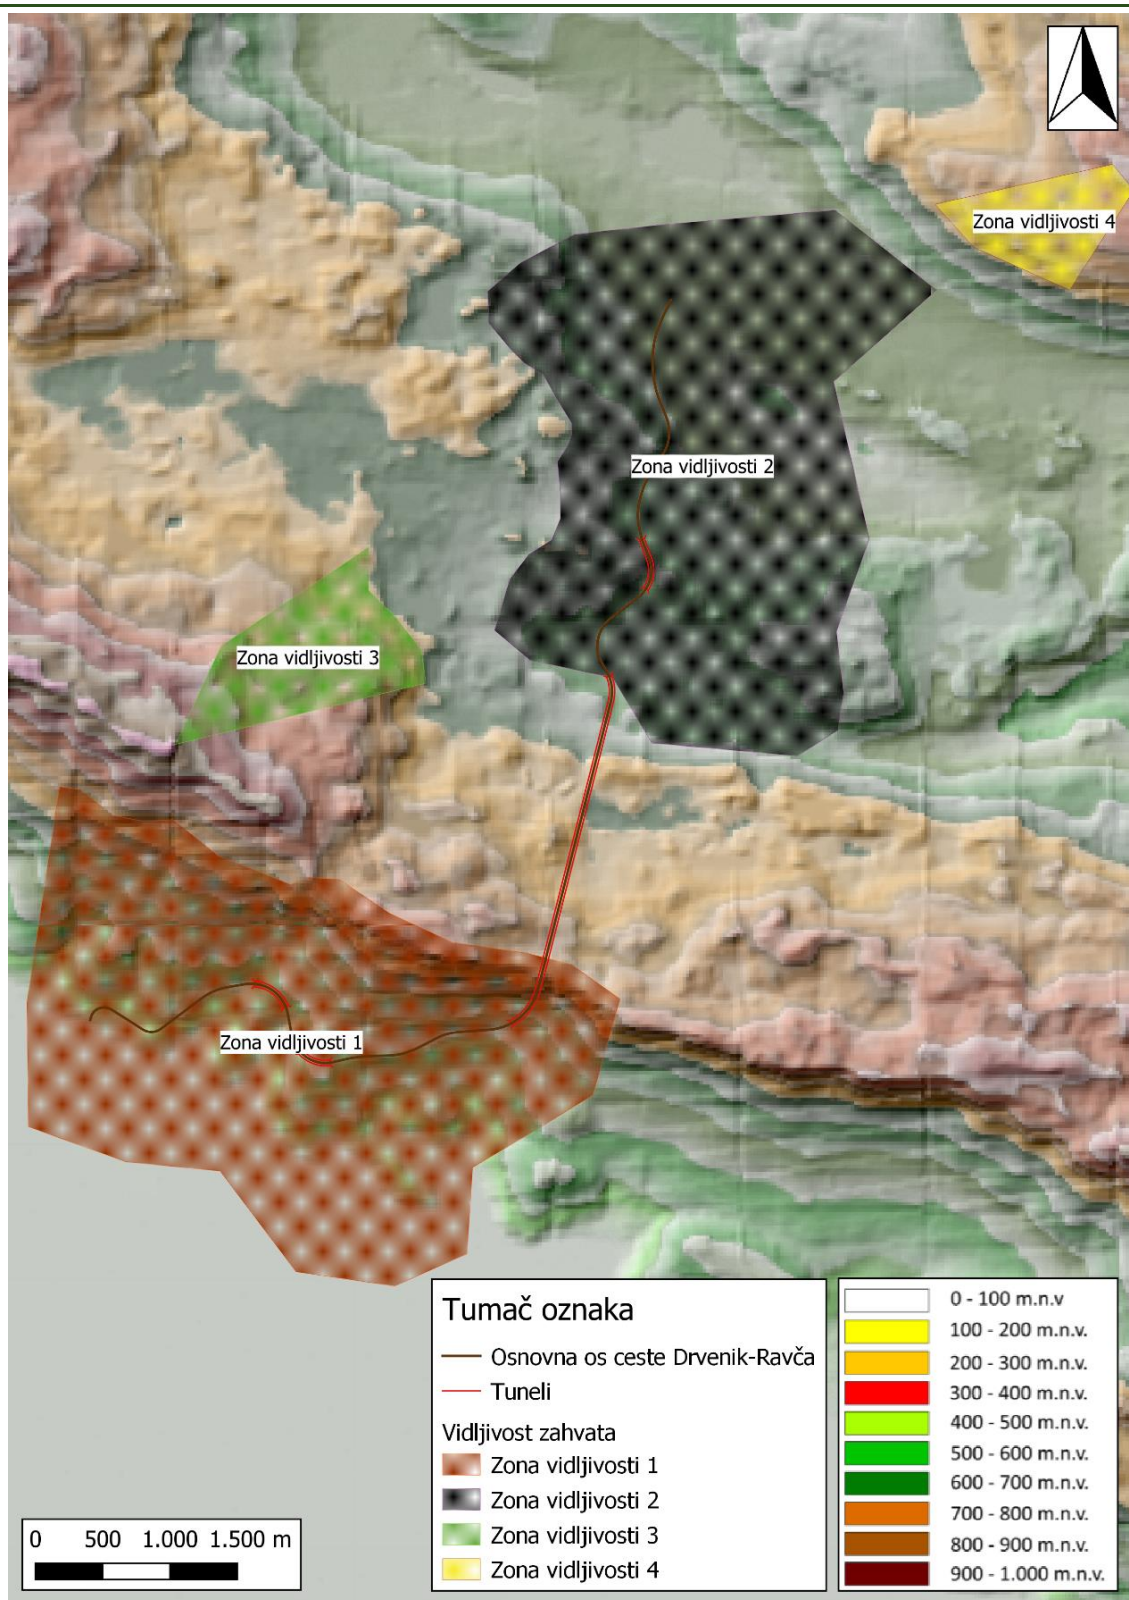 Zona vidljivosti 4
Zona vidljivosti 2
Zona vidljivosti 3
Zona vidljivosti 1
Tumač oznaka
Osnovna os ceste Drvenik-Ravča
Tuneli
Vidljivost zahvata
Zona vidljivosti 1
Zona vidljivosti 2
Zona vidljivosti 3
Zona vidljivosti 4
0 - 100 m.n.v
100 - 200 m.n.v.
200 - 300 m.n.v.
300 - 400 m.n.v.
400 - 500 m.n.v.
500 - 600 m.n.v.
600 - 700 m.n.v.
700 - 800 m.n.v.
800 - 900 m.n.v.
900 - 1.000 m.n.v.
0 500 1.000 1.500 m